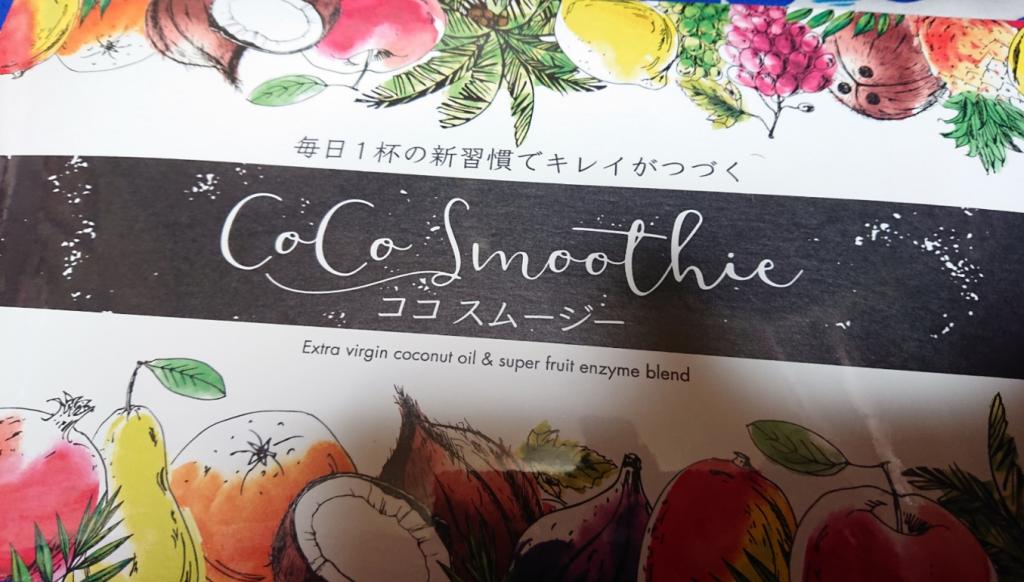 毎日1杯の新習慣でキレイがつづく
CoCo Smoothie
ココ スムージー
Extra virgin coconut oil & super fruit enzyme blend